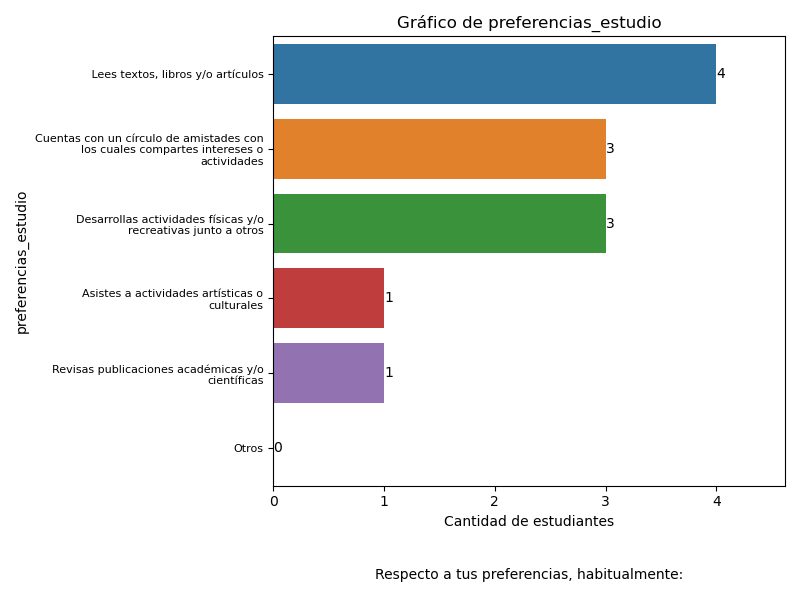 Gráfico de preferencias_estudio
preferencias_estudio
Lees textos, libros y/o artículos
4
Cuentas con un círculo de amistades con
los cuales compartes intereses o
actividades
3
Desarrollas actividades físicas y/o
recreativas junto a otros
3
Asistes a actividades artísticas o
culturales
1
Revisas publicaciones académicas y/o
científicas
1
Otros
0
0 1 2 3 4
Cantidad de estudiantes
Respecto a tus preferencias, habitualmente: